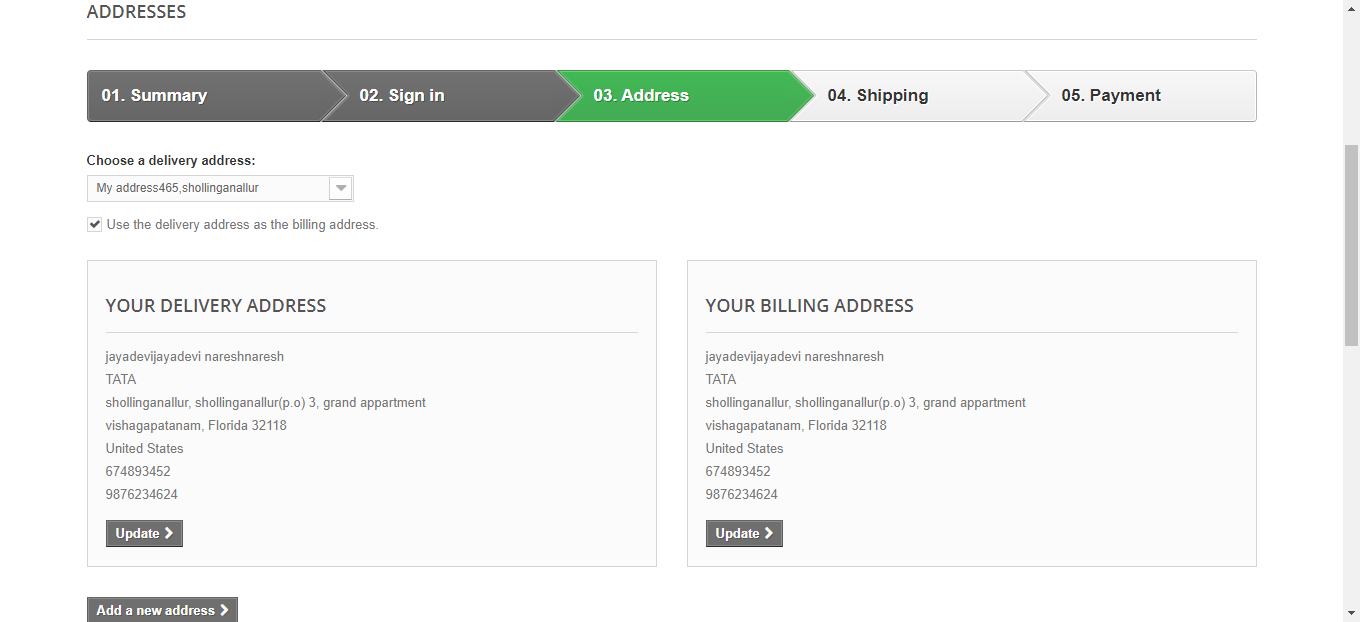 ADDRESSES
01. Summary
02. Sign in
03. Address
04. Shipping
05. Payment
Choose a delivery address:
My address465,shollinganallur
Use the delivery address as the billing address.
YOUR DELIVERY ADDRESS
jayadevijayadevi nareshnaresh
TATA
shollinganallur, shollinganallur(p.o) 3, grand appartment
vishagapatanam, Florida 32118
United States
674893452
9876234624
Update
YOUR BILLING ADDRESS
jayadevijayadevi nareshnaresh
TATA
shollinganallur, shollinganallur(p.o) 3, grand appartment
vishagapatanam, Florida 32118
United States
674893452
9876234624
Update
Add a new address